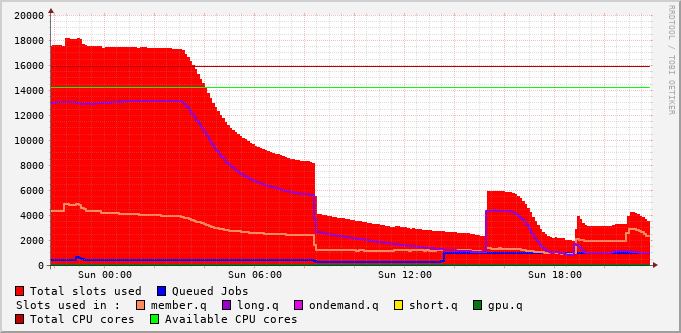 20000
18000
16000
14000
12000
10000
8000
6000
4000
2000
0
Sun 00:00 Sun 06:00 Sun 12:00 Sun 18:00
RRDTOOL / TOBI OETIKER
Total slots used Queued Jobs
Slots used in : member.q long.q ondemand.q short.q gpu.q
Total CPU cores Available CPU cores